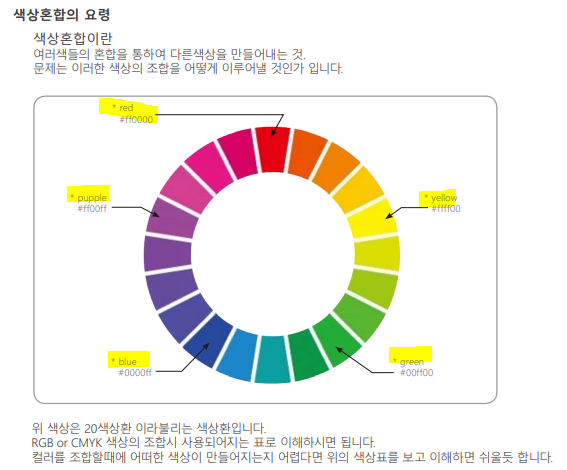 색상혼합의 요령
색상혼합이란
여러색들의 혼합을 통하여 다른색상을 만들어내는 것.
문제는 이러한 색상의 조합을 어떻게 이루어낼 것인가 입니다.
* red
#ff0000
* pupple
#ff00ff
* yellow
#ffff00
* blue
#0000ff
* green
#00ff00
위 색상은 20색상환 이라불리는 색상환입니다.
RGB or CMYK 색상의 조합시 사용되어지는 표로 이해하시면 됩니다.
컬러를 조합할때에 어떠한 색상이 만들어지는지 어렵다면 위의 색상표를 보고 이해하면 쉬울듯 합니다.